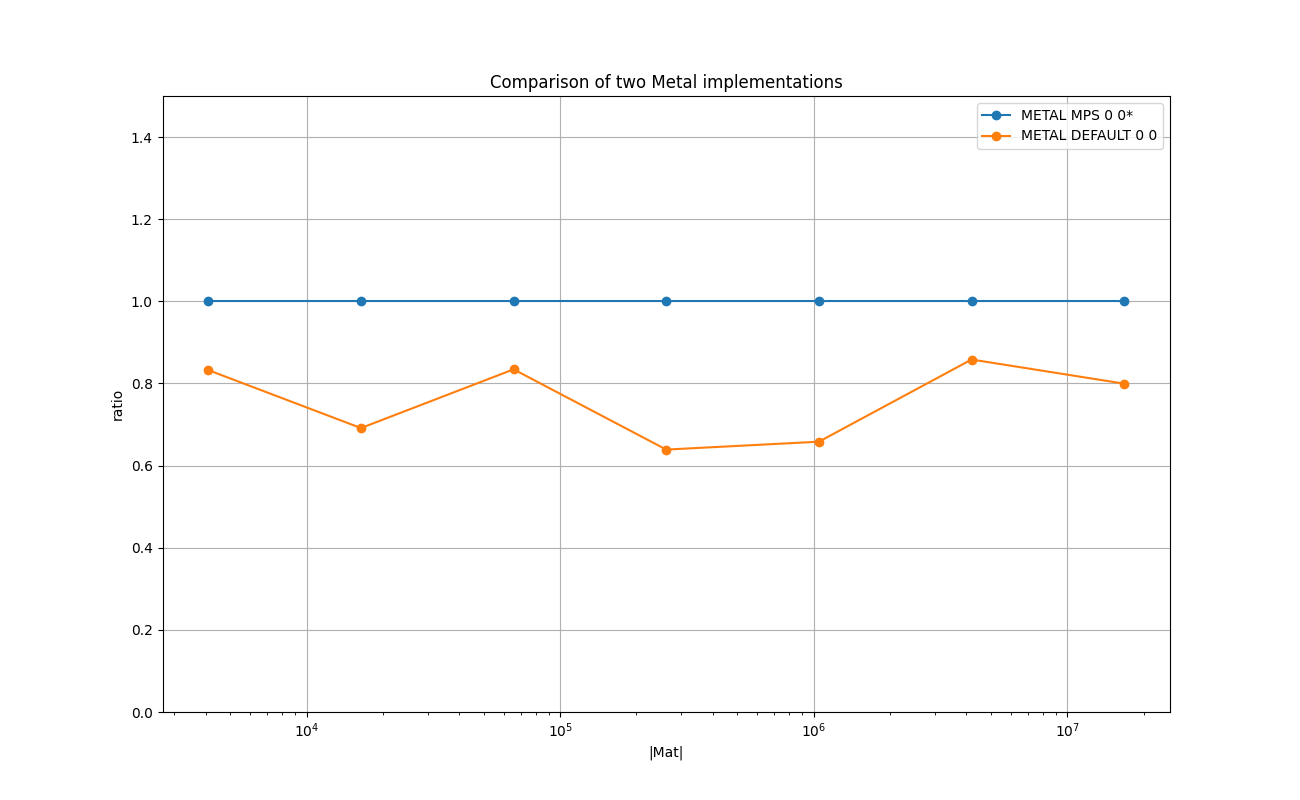 Comparison of two Metal implementations
METAL MPS 0 0*
METAL DEFAULT 0 0
1.4
1.2
1.0
0.8
0.6
0.4
0.2
0.0
ratio
10⁴
10⁵
10⁶
10⁷
|Mat|